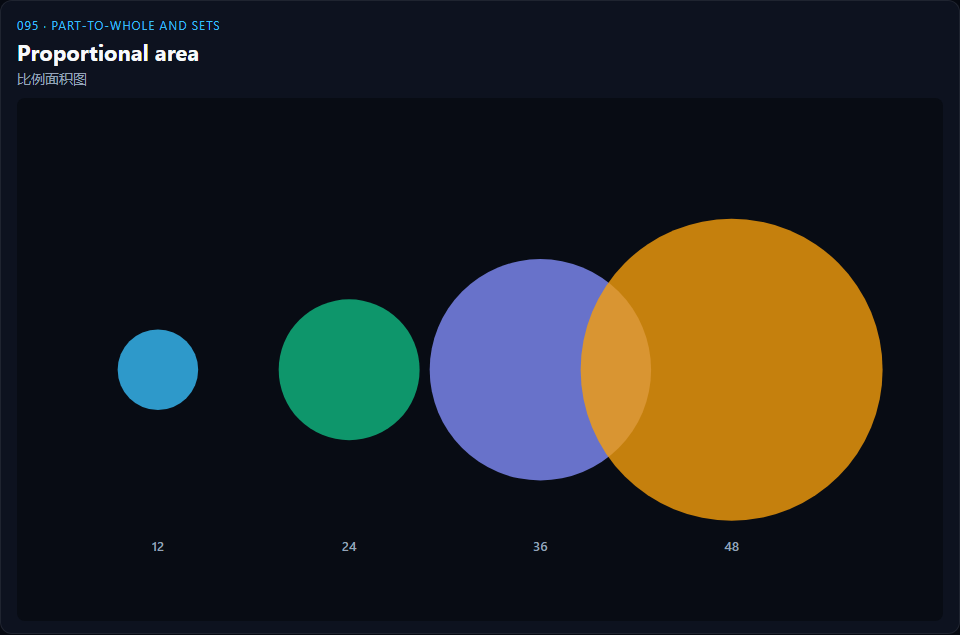 095 · PART-TO-WHOLE AND SETS
Proportional area
比例面积图
12 24 36 48